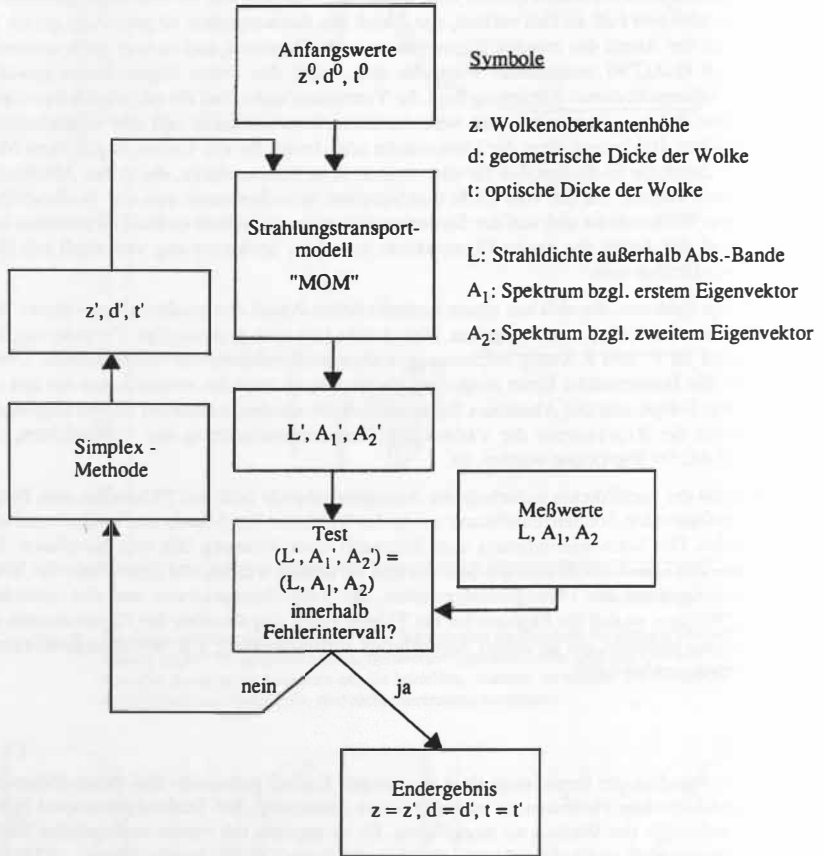 Anfangswerte
z⁰, d⁰, t⁰
Symbole
z: Wolkenoberkantenhöhe
d: geometrische Dicke der Wolke
t: optische Dicke der Wolke
L: Strahldichte außerhalb Abs.-Bande
A₁: Spektrum bzgl. erstem Eigenvektor
A₂: Spektrum bzgl. zweitem Eigenvektor
Strahlungstransport-
modell
"MOM"
z', d', t'
L', A₁', A₂'
Simplex -
Methode
Meßwerte
L, A₁, A₂
Test
(L', A₁', A₂') =
(L, A₁, A₂)
innerhalb
Fehlerintervall?
nein
ja
Endergebnis
z = z', d = d', t = t'